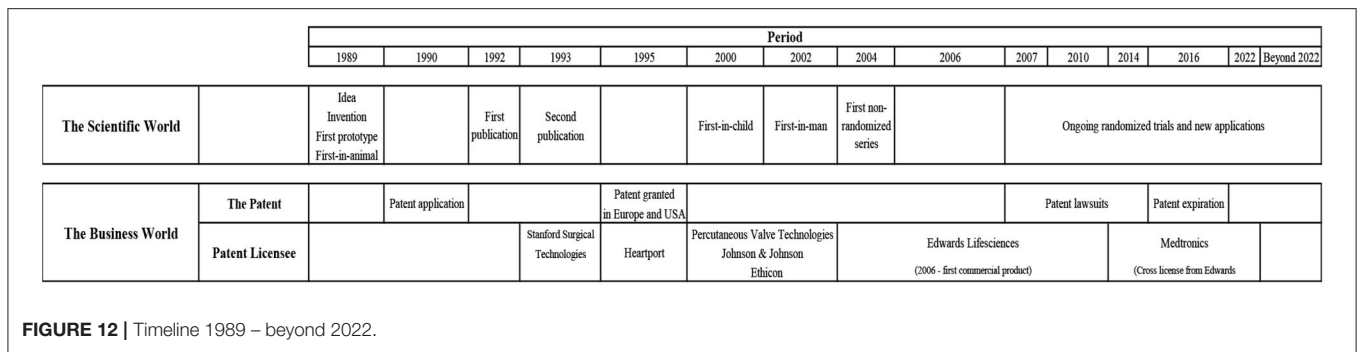 Period
1989 1990 1992 1993 1995 2000 2002 2004 2006 2007 2010 2014 2016 2022 Beyond 2022
The Scientific World
Idea
Invention
First prototype
First-in-animal
First
publication
Second
publication
First-in-child
First-in-man
First non-
randomized
series
Ongoing randomized trials and new applications
The Business World
The Patent
Patent application
Patent granted
in Europe and USA
Patent lawsuits
Patent expiration
Patent Licensee
Stanford Surgical
Technologies
Heartport
Percutaneous Valve Technologies
Johnson & Johnson
Ethicon
Edwards Lifesciences
(2006 - first commercial product)
Medtronics
(Cross license from Edwards
FIGURE 12 | Timeline 1989 – beyond 2022.